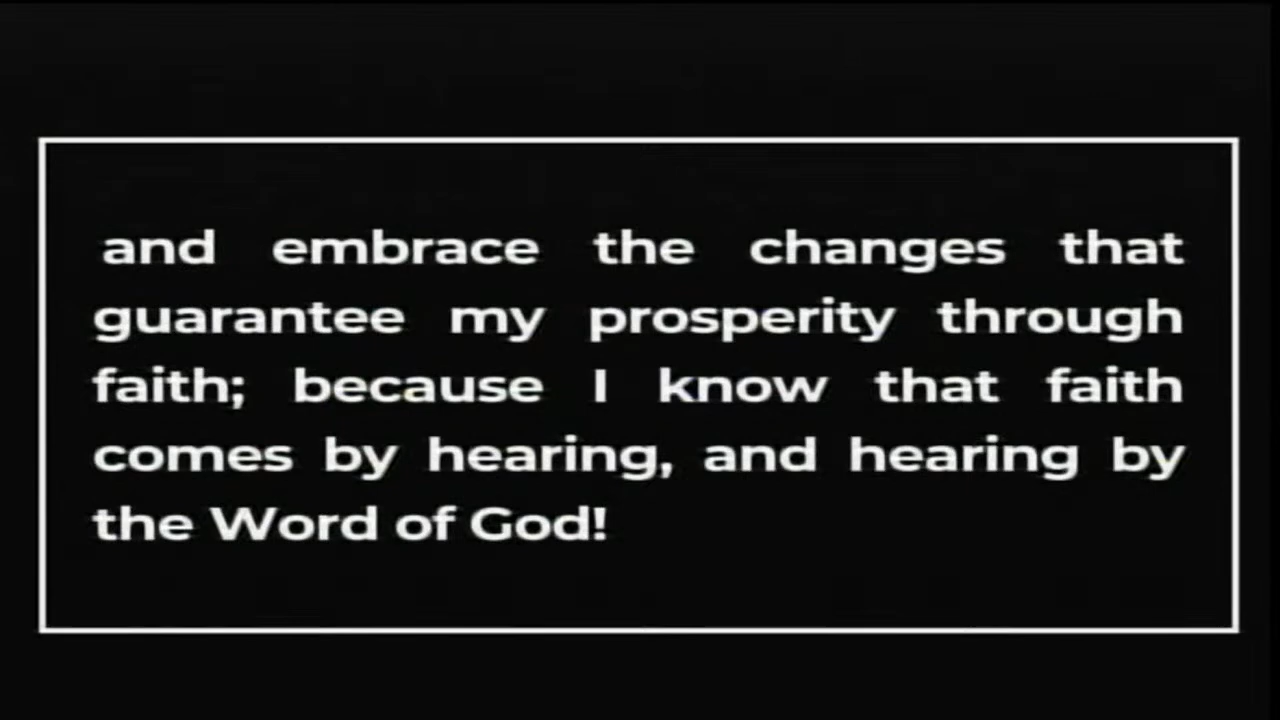 and embrace the changes that
guarantee my prosperity through
faith; because I know that faith
comes by hearing, and hearing by
the Word of God!